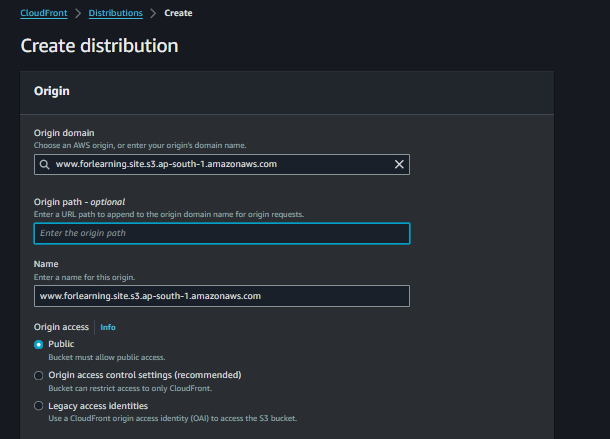 CloudFront > Distributions > Create
Create distribution
Origin
Origin domain
Choose an AWS origin, or enter your origin's domain name.
www.forlearning.site.s3.ap-south-1.amazonaws.com
Origin path - optional
Enter a URL path to append to the origin domain name for origin requests.
Enter the origin path
Name
Enter a name for this origin.
www.forlearning.site.s3.ap-south-1.amazonaws.com
Origin access | Info
Public
Bucket must allow public access.
Origin access control settings (recommended)
Bucket can restrict access to only CloudFront.
Legacy access identities
Use a CloudFront origin access identity (OAI) to access the S3 bucket.